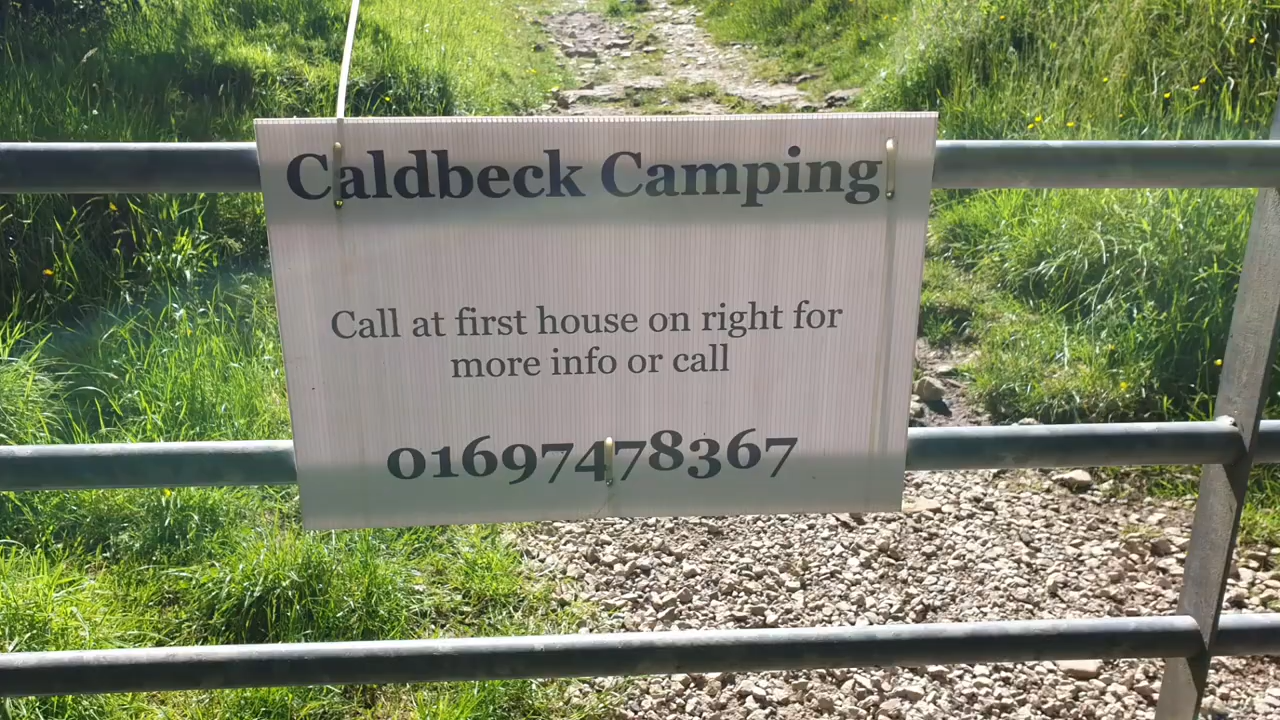 Caldbeck Camping
Call at first house on right for
more info or call
01697478367